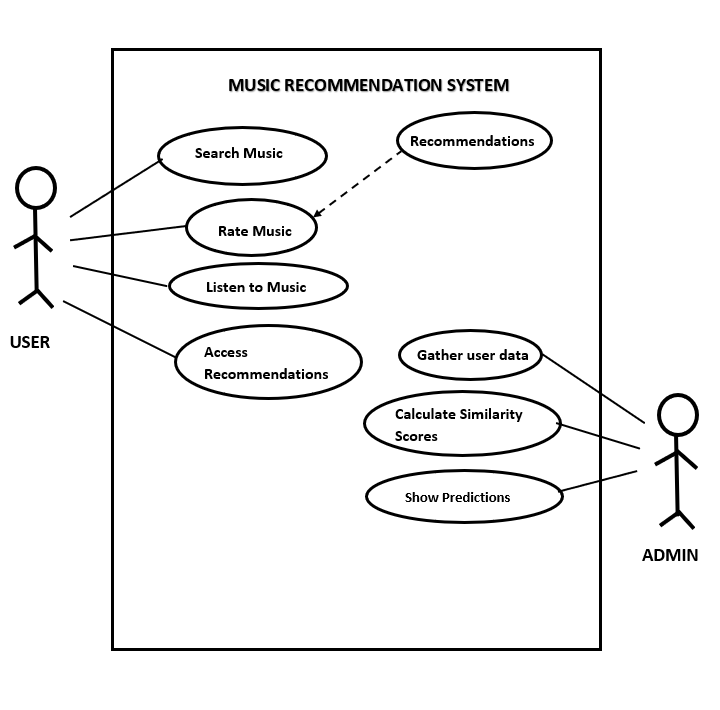 MUSIC RECOMMENDATION SYSTEM
Search Music
Recommendations
Rate Music
Listen to Music
USER
Access
Recommendations
Gather user data
Calculate Similarity
Scores
Show Predictions
ADMIN